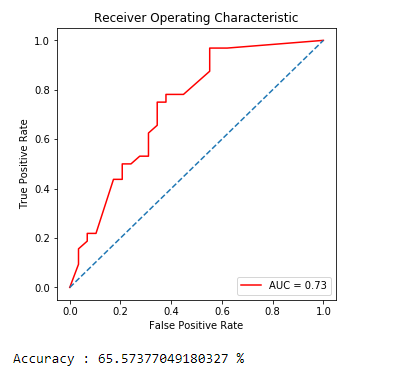 Receiver Operating Characteristic
1.0
0.8
0.6
0.4
0.2
0.0
True Positive Rate
0.0 0.2 0.4 0.6 0.8 1.0
False Positive Rate
AUC = 0.73
Accuracy : 65.57377049180327 %